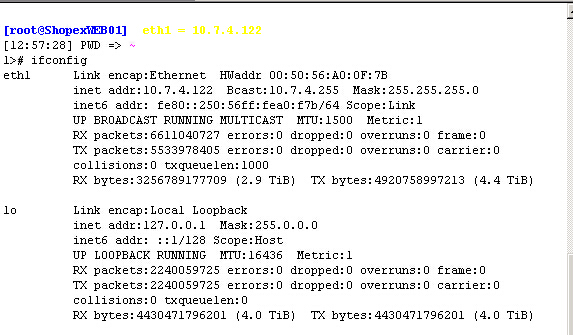 [root@ShopexWEB01]  eth1 = 10.7.4.122
[12:57:28] PWD => ~
1># ifconfig
eth1      Link encap:Ethernet  HWaddr 00:50:56:A0:0F:7B
          inet addr:10.7.4.122  Bcast:10.7.4.255  Mask:255.255.255.0
          inet6 addr: fe80::250:56ff:fea0:f7b/64 Scope:Link
          UP BROADCAST RUNNING MULTICAST  MTU:1500  Metric:1
          RX packets:6611040727 errors:0 dropped:0 overruns:0 frame:0
          TX packets:5533978405 errors:0 dropped:0 overruns:0 carrier:0
          collisions:0 txqueuelen:1000
          RX bytes:3256789177709 (2.9 TiB)  TX bytes:4920758997213 (4.4 TiB)
lo        Link encap:Local Loopback
          inet addr:127.0.0.1  Mask:255.0.0.0
          inet6 addr: ::1/128 Scope:Host
          UP LOOPBACK RUNNING  MTU:16436  Metric:1
          RX packets:2240059725 errors:0 dropped:0 overruns:0 frame:0
          TX packets:2240059725 errors:0 dropped:0 overruns:0 carrier:0
          collisions:0 txqueuelen:0
          RX bytes:4430471796201 (4.0 TiB)  TX bytes:4430471796201 (4.0 TiB)